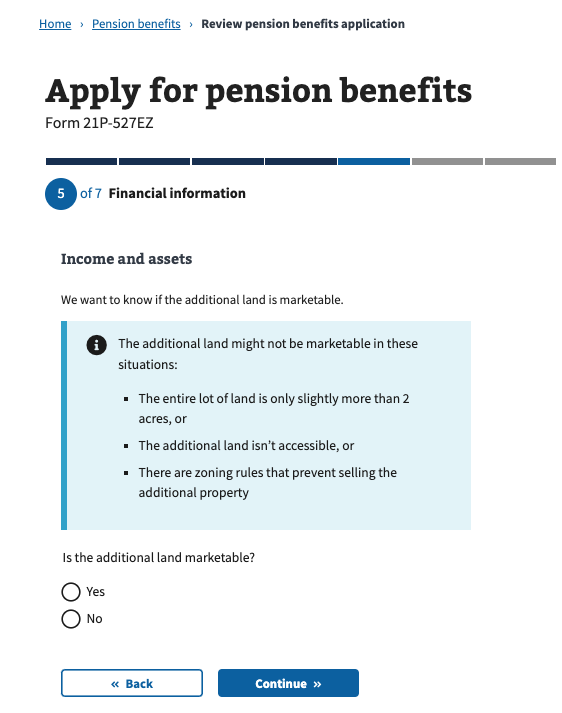 Home › Pension benefits › Review pension benefits application
Apply for pension benefits
Form 21P-527EZ
5 of 7 Financial information
Income and assets
We want to know if the additional land is marketable.
The additional land might not be marketable in these
situations:
▪ The entire lot of land is only slightly more than 2
acres, or
▪ The additional land isn’t accessible, or
▪ There are zoning rules that prevent selling the
additional property
Is the additional land marketable?
Yes
No
« Back
Continue »